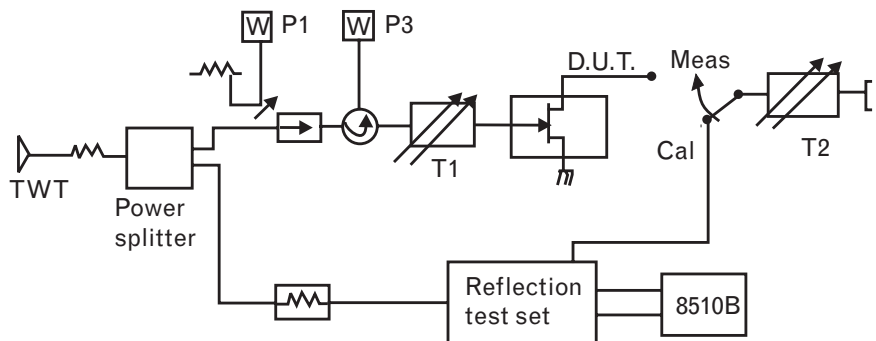 W P1
W P3
D.U.T.
Meas
Cal
T1
T2
TWT
Power
splitter
Reflection
test set
8510B